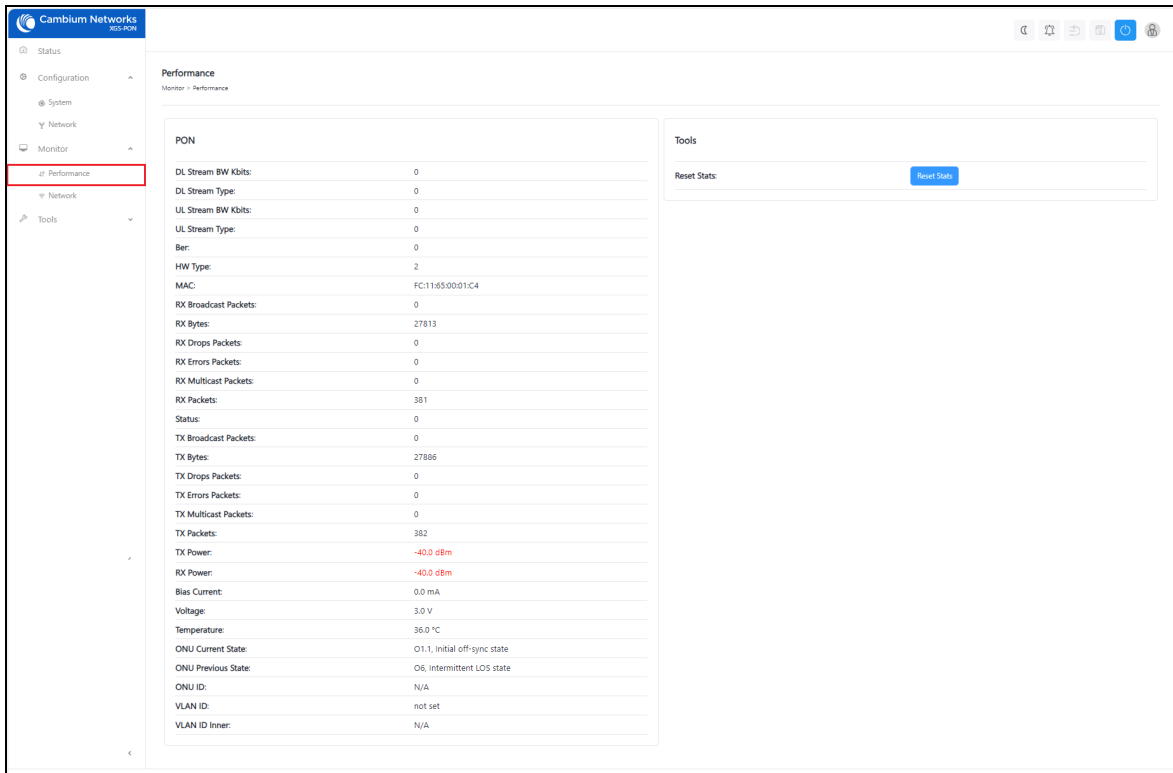 Cambium Networks
XGS-PON
Status
Configuration
System
Network
Monitor
Performance
Network
Tools
Performance
Monitor > Performance
PON
DL Stream BW Kbits: 0
DL Stream Type: 0
UL Stream BW Kbits: 0
UL Stream Type: 0
Ber: 0
HW Type: 2
MAC: FC:11:65:00:01:C4
RX Broadcast Packets: 0
RX Bytes: 27813
RX Drops Packets: 0
RX Errors Packets: 0
RX Multicast Packets: 0
RX Packets: 381
Status: 0
TX Broadcast Packets: 0
TX Bytes: 27886
TX Drops Packets: 0
TX Errors Packets: 0
TX Multicast Packets: 0
TX Packets: 382
TX Power: -40.0 dBm
RX Power: -40.0 dBm
Bias Current: 0.0 mA
Voltage: 3.0 V
Temperature: 36.0 °C
ONU Current State: O1.1, Initial off-sync state
ONU Previous State: O6, Intermittent LOS state
ONU ID: N/A
VLAN ID: not set
VLAN ID Inner: N/A
Tools
Reset Stats: Reset Stats